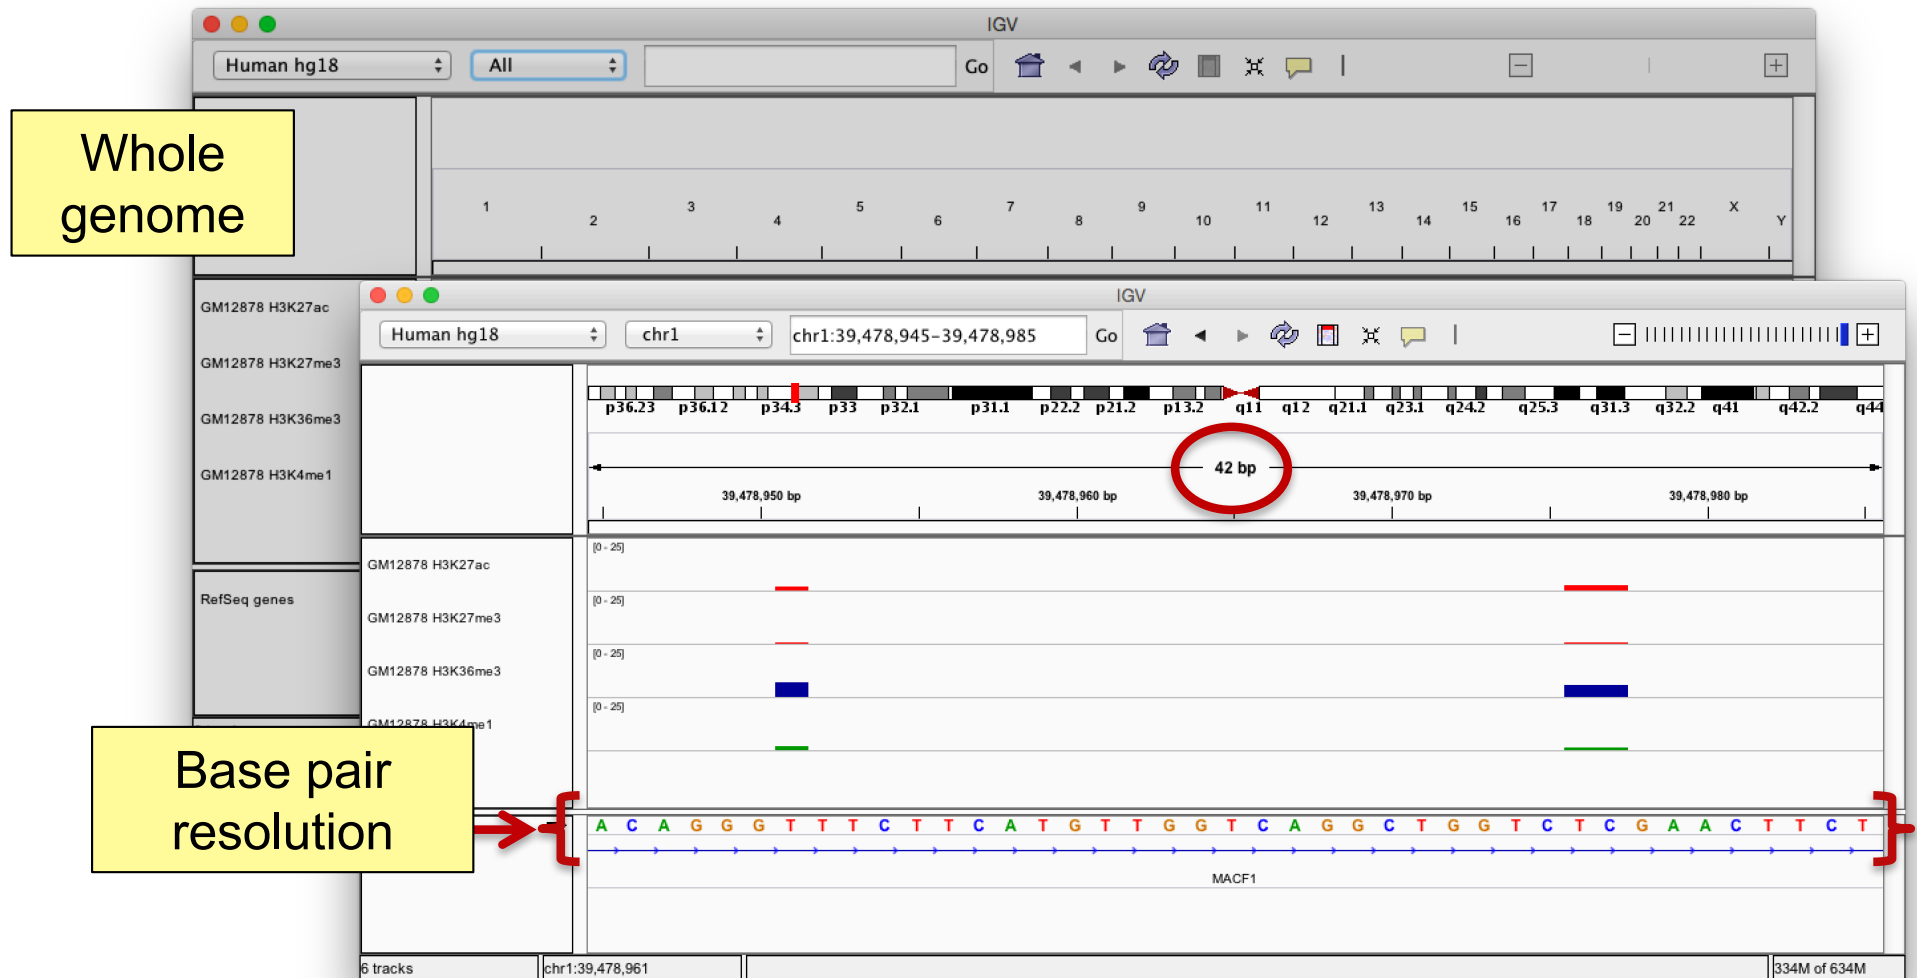 IGV
Human hg18
All
Go
Whole
genome
1 2 3 4 5 6 7 8 9 10 11 12 13 14 15 16 17 18 19 20 21 22 X Y
GM12878 H3K27ac
GM12878 H3K27me3
GM12878 H3K36me3
GM12878 H3K4me1
RefSeq genes
IGV
Human hg18
chr1
chr1:39,478,945-39,478,985
Go
p36.23 p36.12 p34.3 p33 p32.1 p31.1 p22.2 p21.2 p13.2 q11 q12 q21.1 q23.1 q24.2 q25.3 q31.3 q32.2 q41 q42.2 q44
42 bp
39,478,950 bp 39,478,960 bp 39,478,970 bp 39,478,980 bp
[0 - 25]
GM12878 H3K27ac
[0 - 25]
GM12878 H3K27me3
[0 - 25]
GM12878 H3K36me3
[0 - 25]
GM12878 H3K4me1
Base pair
resolution
A C A G G G T T T C T T C A T G T T G G T C A G G C T G G T C T C G A A C T T C T
MACF1
6 tracks
chr1:39,478,961
334M of 634M